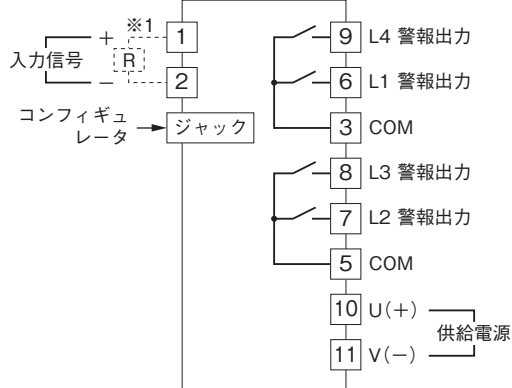 ※1
入力信号
+
−
R
1
2
コンフィギュ
レータ
ジャック
9 L4 警報出力
6 L1 警報出力
3 COM
8 L3 警報出力
7 L2 警報出力
5 COM
10 U(+)
11 V(−)
供給電源